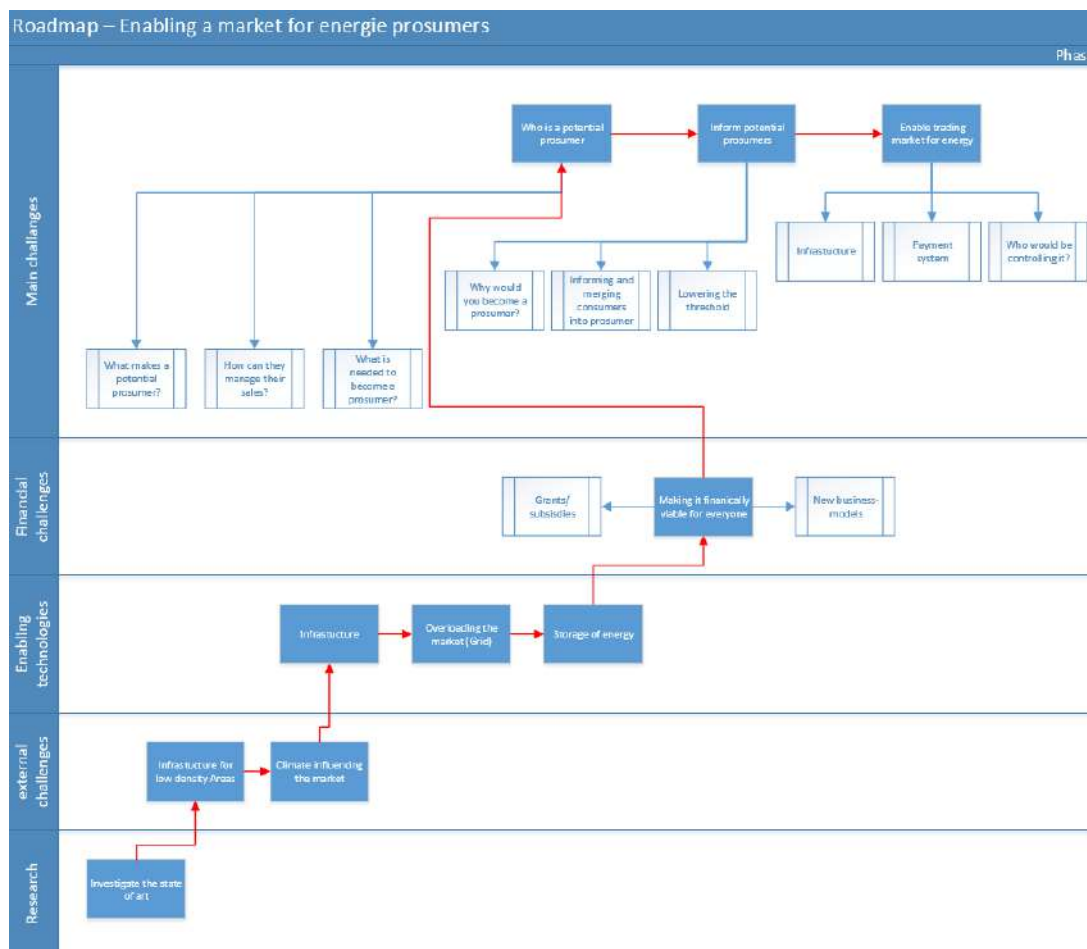 Roadmap – Enabling a market for energie prosumers
Phas
Main challanges
Who is a potential
prosumer
Inform potential
prosumers
Enable trading
market for energy
Infrastucture
Payment
system
Who would be
controlling it?
Why would
you become a
prosumer?
Informing and
merging
consumers
into prosumer
Lowering the
threshold
What makes a
potential
prosumer?
How can they
manage their
sales?
What is
needed to
become a
prosumer?
Financial
challenges
Grants/
subsisdies
Making it finanically
viable for everyone
New business-
models
Enabling
technologies
Infrastucture
Overloading the
market (Grid)
Storage of energy
external
challenges
Infrastucture for
low density Areas
Climate influencing
the market
Research
Investigate the state
of art